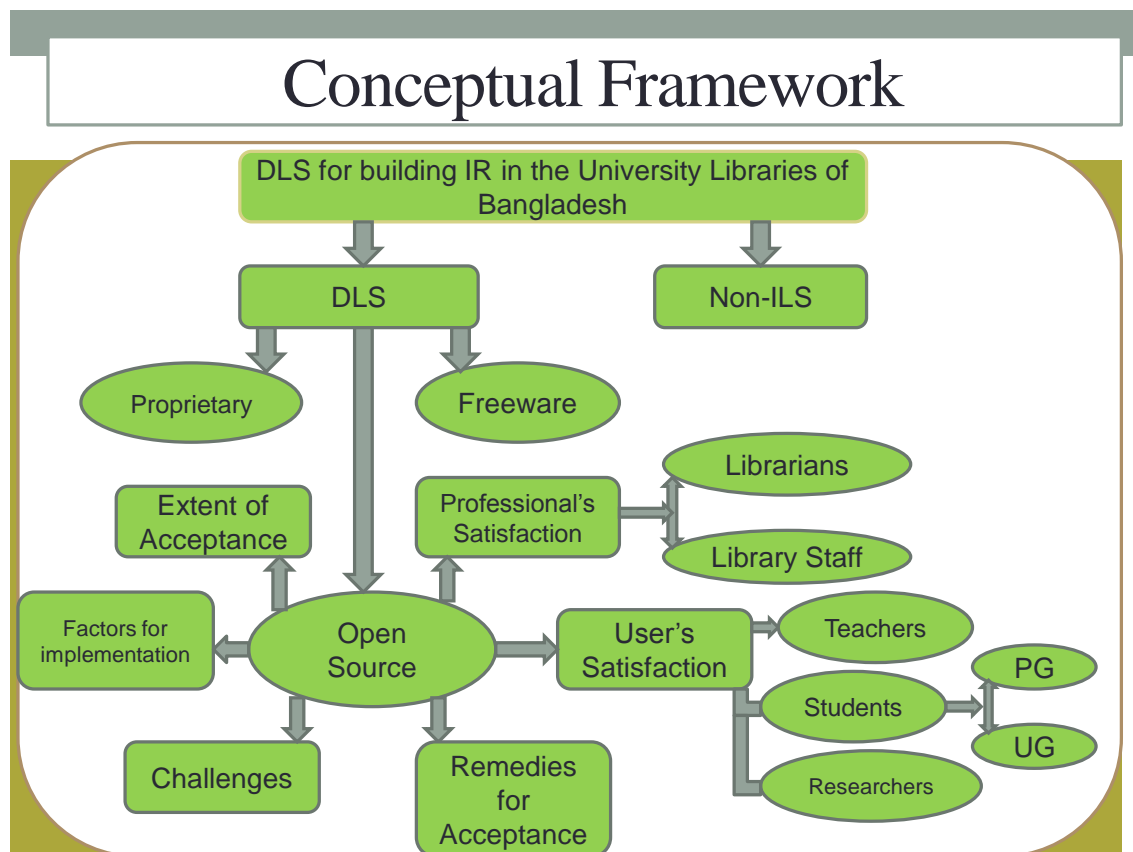 Conceptual Framework
DLS for building IR in the University Libraries of
Bangladesh
DLS
Non-ILS
Proprietary
Freeware
Librarians
Extent of
Acceptance
Professional's
Satisfaction
Library Staff
Factors for
implementation
Open
Source
User's
Satisfaction
Teachers
PG
Students
UG
Challenges
Remedies
for
Acceptance
Researchers